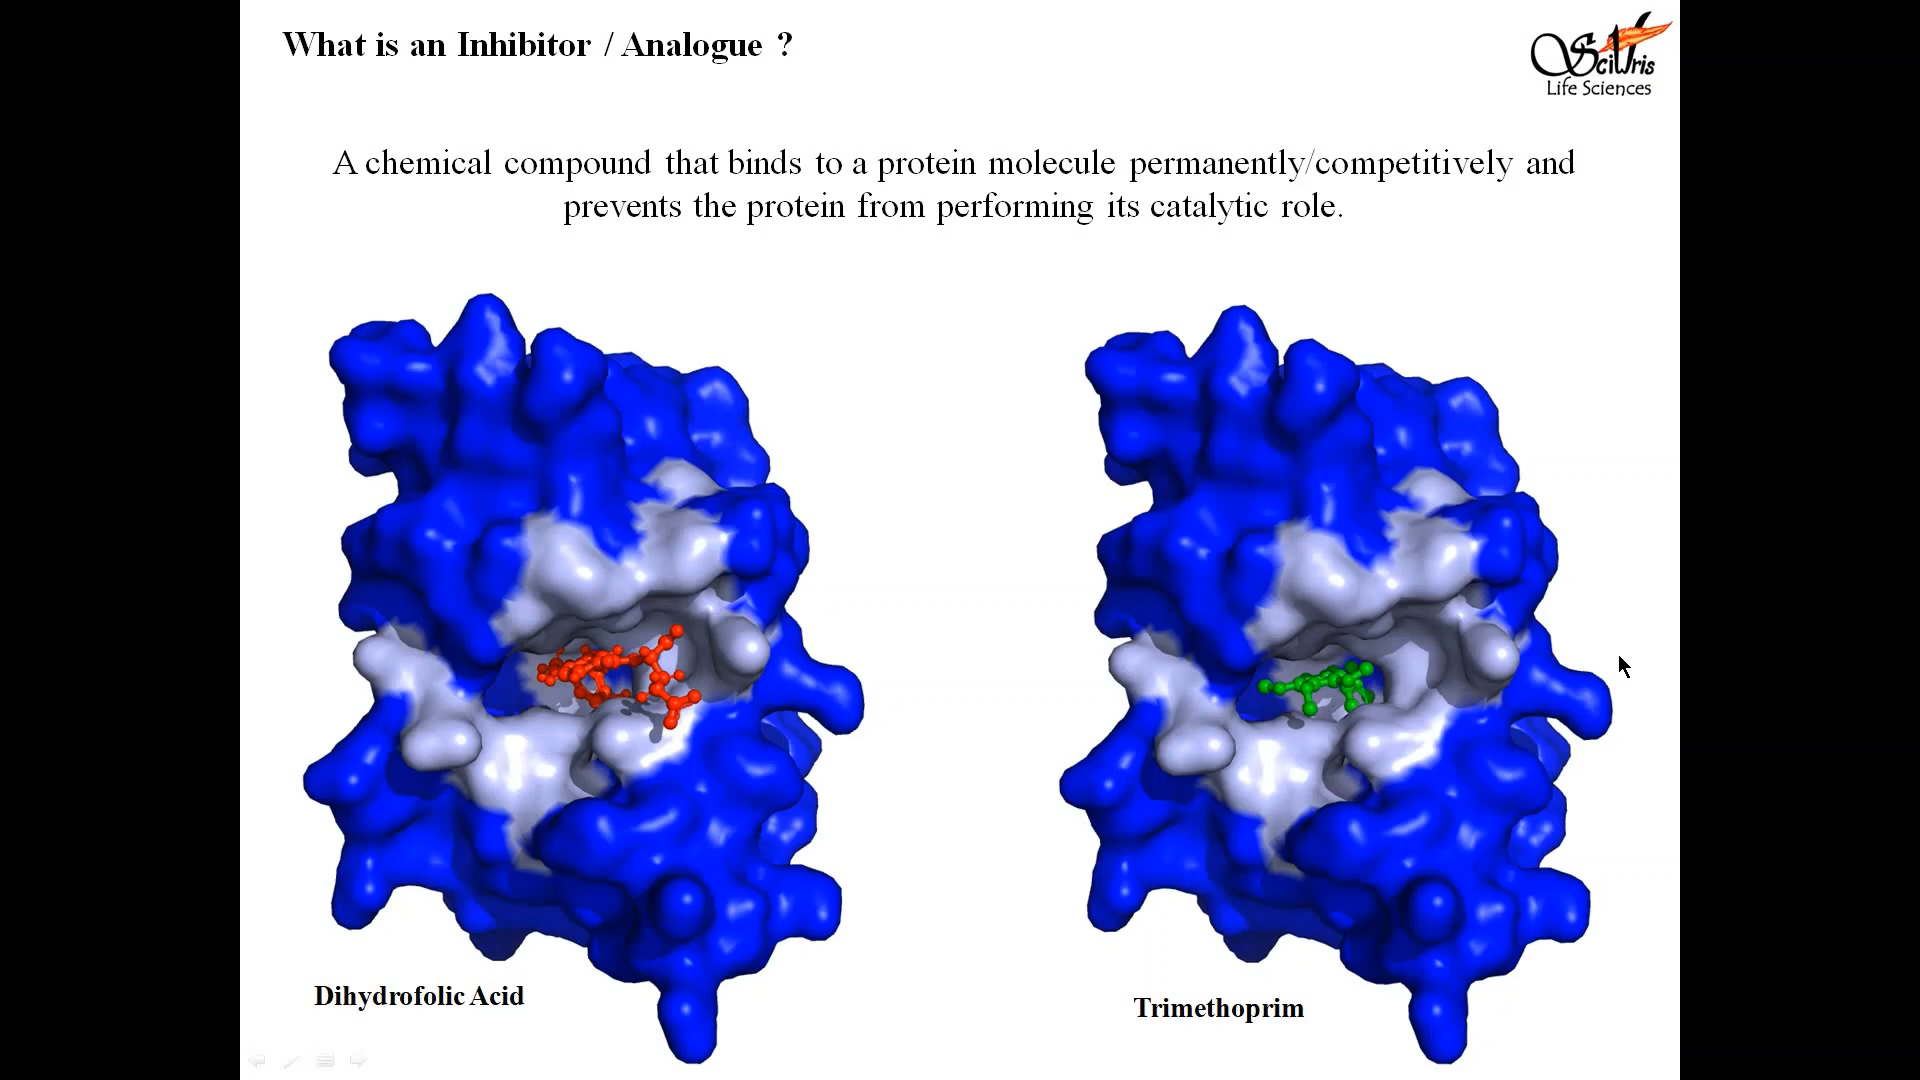 What is an Inhibitor / Analogue ?
SciWris
Life Sciences
A chemical compound that binds to a protein molecule permanently/competitively and
prevents the protein from performing its catalytic role.
Dihydrofolic Acid
Trimethoprim